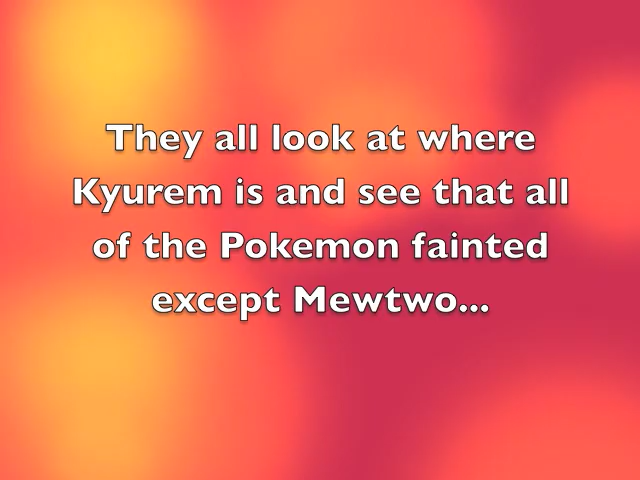 They all look at where
Kyurem is and see that all
of the Pokemon fainted
except Mewtwo...